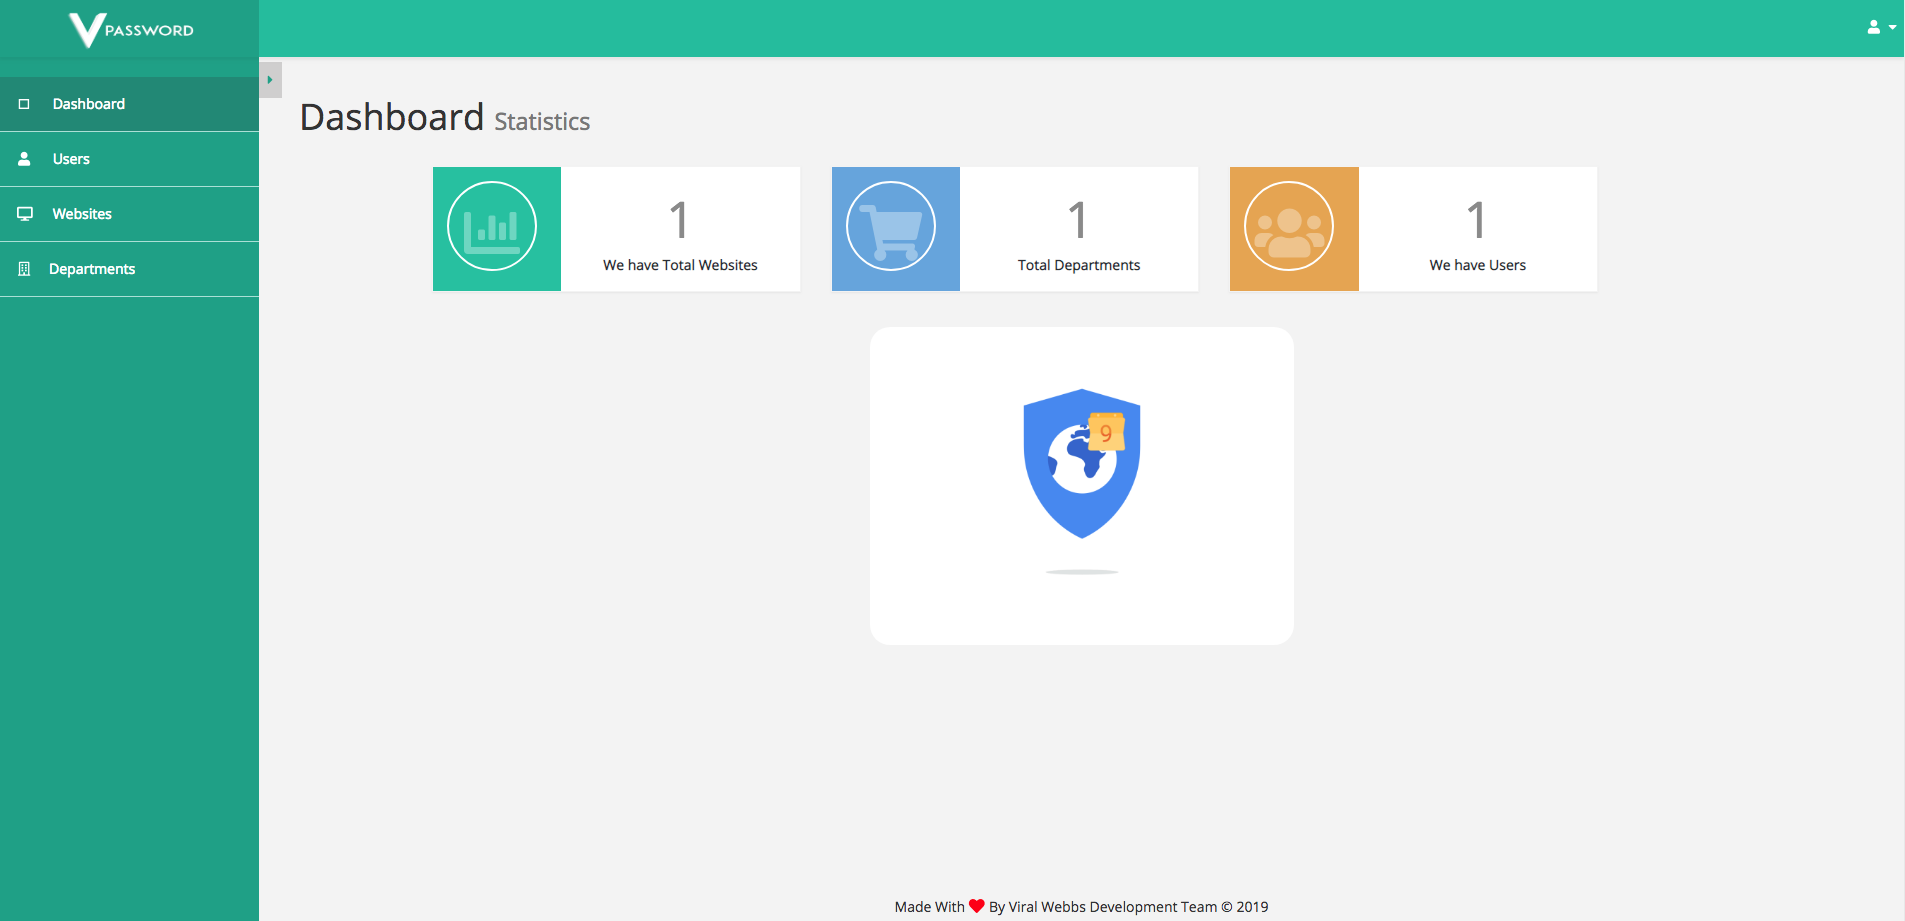 V PASSWORD
Dashboard
Users
Websites
Departments
Dashboard Statistics
1
We have Total Websites
1
Total Departments
1
We have Users
9
Made With ❤ By Viral Webbs Development Team © 2019